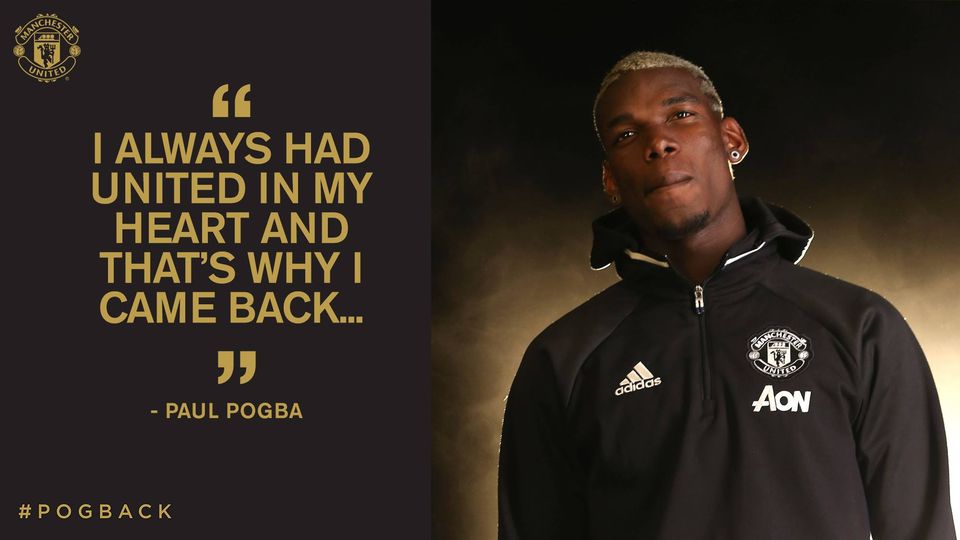 MANCHESTER
UNITED
“
I ALWAYS HAD
UNITED IN MY
HEART AND
THAT’S WHY I
CAME BACK...
”
- PAUL POGBA
#POGBACK
MANCHESTER
UNITED
adidas
AON